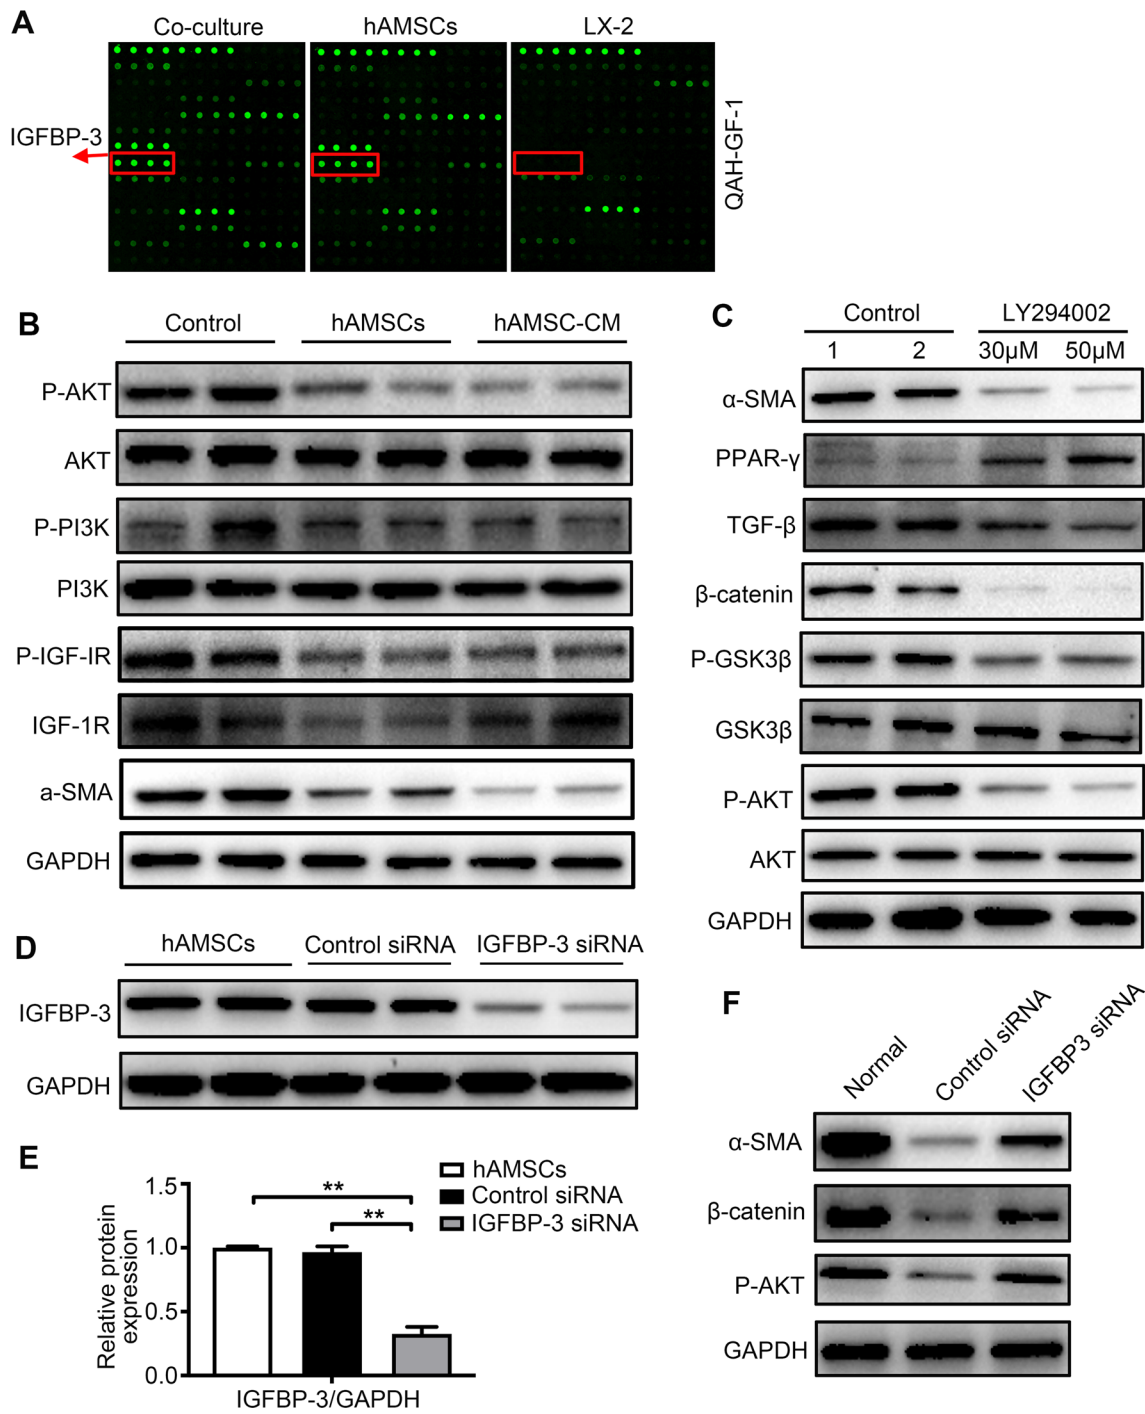 A
Co-culture
hAMSCs
LX-2
IGFBP-3
QAH-GF-1
B
Control
hAMSCs
hAMSC-CM
P-AKT
AKT
P-PI3K
PI3K
P-IGF-IR
IGF-1R
a-SMA
GAPDH
C
Control
LY294002
1
2
30μM
50μM
α-SMA
PPAR-γ
TGF-β
β-catenin
P-GSK3β
GSK3β
P-AKT
AKT
GAPDH
D
hAMSCs
Control siRNA
IGFBP-3 siRNA
IGFBP-3
GAPDH
E
hAMSCs
Control siRNA
IGFBP-3 siRNA
Relative protein
expression
1.5
1.0
0.5
0.0
**
**
IGFBP-3/GAPDH
F
Normal
Control siRNA
IGFBP3 siRNA
α-SMA
β-catenin
P-AKT
GAPDH